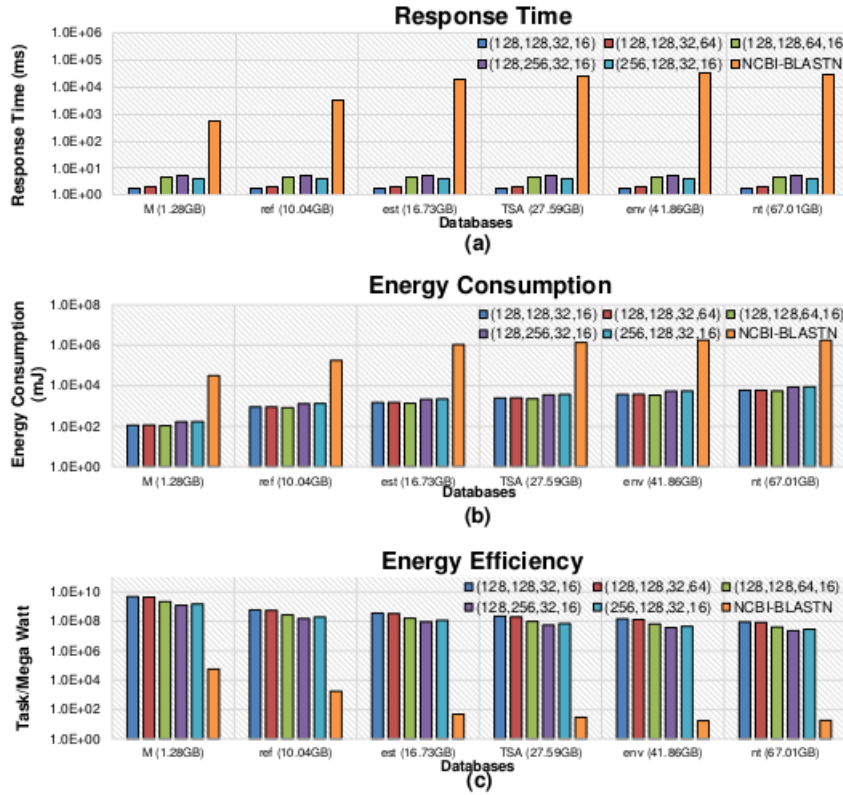 Response Time
Response Time (ms)
1.0E+06
1.0E+05
1.0E+04
1.0E+03
1.0E+02
1.0E+01
1.0E+00
(128,128,32,16) (128,128,32,64) (128,128,64,16)
(128,256,32,16) (256,128,32,16) NCBI-BLASTN
M (1.28GB) ref (10.04GB) est (16.73GB) TSA (27.59GB) env (41.86GB) nt (67.01GB)
Databases
(a)
Energy Consumption
Energy Consumption
(mJ)
1.0E+08
1.0E+06
1.0E+04
1.0E+02
1.0E+00
(128,128,32,16) (128,128,32,64) (128,128,64,16)
(128,256,32,16) (256,128,32,16) NCBI-BLASTN
M (1.28GB) ref (10.04GB) est (16.73GB) TSA (27.59GB) env (41.86GB) nt (67.01GB)
Databases
(b)
Energy Efficiency
Task/Mega Watt
1.0E+10
1.0E+08
1.0E+06
1.0E+04
1.0E+02
1.0E+00
(128,128,32,16) (128,128,32,64) (128,128,64,16)
(128,256,32,16) (256,128,32,16) NCBI-BLASTN
M (1.28GB) ref (10.04GB) est (16.73GB) TSA (27.59GB) env (41.86GB) nt (67.01GB)
Databases
(c)